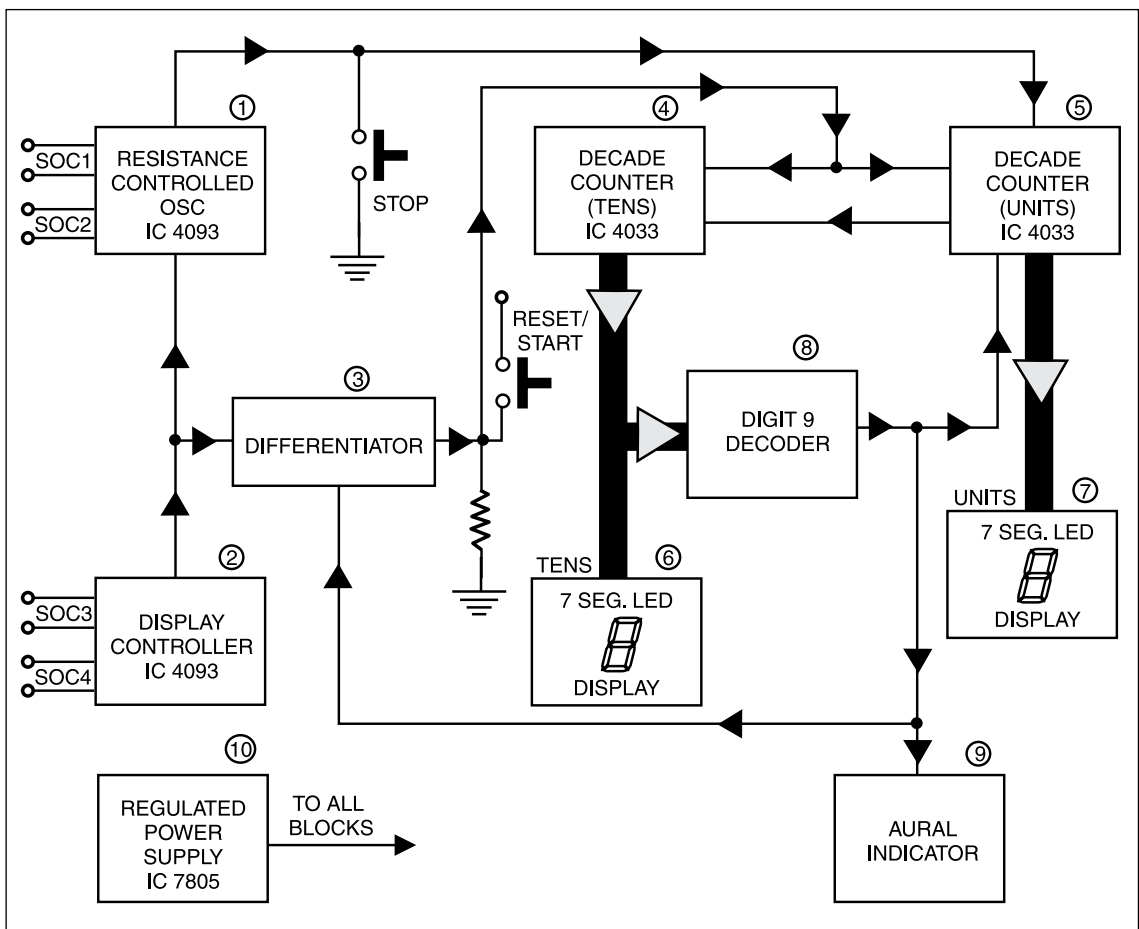 ①
SOC1
SOC2
RESISTANCE
CONTROLLED
OSC
IC 4093
STOP
④
DECADE
COUNTER
(TENS)
IC 4033
⑤
DECADE
COUNTER
(UNITS)
IC 4033
RESET/
START
③
DIFFERENTIATOR
⑧
DIGIT 9
DECODER
②
SOC3
SOC4
DISPLAY
CONTROLLER
IC 4093
TENS
⑥
7 SEG. LED
8
DISPLAY
UNITS
⑦
7 SEG. LED
8
DISPLAY
⑩
REGULATED
POWER
SUPPLY
IC 7805
TO ALL
BLOCKS
⑨
AURAL
INDICATOR